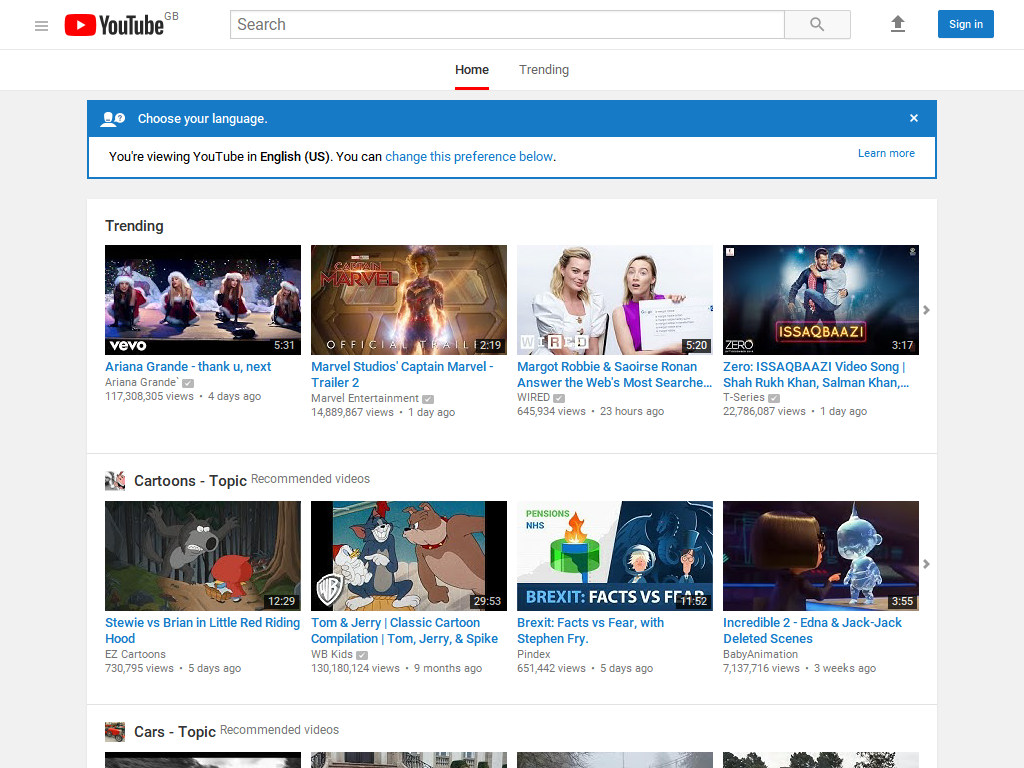 YouTube GB
Search
Sign in
Home
Trending
Choose your language.
×
You're viewing YouTube in English (US). You can change this preference below.
Learn more
Trending
vevo
5:31
MARVEL STUDIOS
CAPTAIN
MARVEL
OFFICIAL TRAIL
2:19
WIRED
5:20
ISSAQBAAZI
ZERO
3:17
Ariana Grande - thank u, next
Ariana Grande
117,308,305 views • 4 days ago
Marvel Studios' Captain Marvel -
Trailer 2
Marvel Entertainment
14,889,867 views • 1 day ago
Margot Robbie & Saoirse Ronan
Answer the Web's Most Searche...
WIRED
645,934 views • 23 hours ago
Zero: ISSAQBAAZI Video Song |
Shah Rukh Khan, Salman Khan,...
T-Series
22,786,087 views • 1 day ago
Cartoons - Topic Recommended videos
12:29
WB
29:53
PENSIONS
NHS
BREXIT: FACTS VS FEAR
11:52
3:55
Stewie vs Brian in Little Red Riding
Hood
EZ Cartoons
730,795 views • 5 days ago
Tom & Jerry | Classic Cartoon
Compilation | Tom, Jerry, & Spike
WB Kids
130,180,124 views • 9 months ago
Brexit: Facts vs Fear, with
Stephen Fry.
Pindex
651,442 views • 5 days ago
Incredible 2 - Edna & Jack-Jack
Deleted Scenes
BabyAnimation
7,137,716 views • 3 weeks ago
Cars - Topic Recommended videos